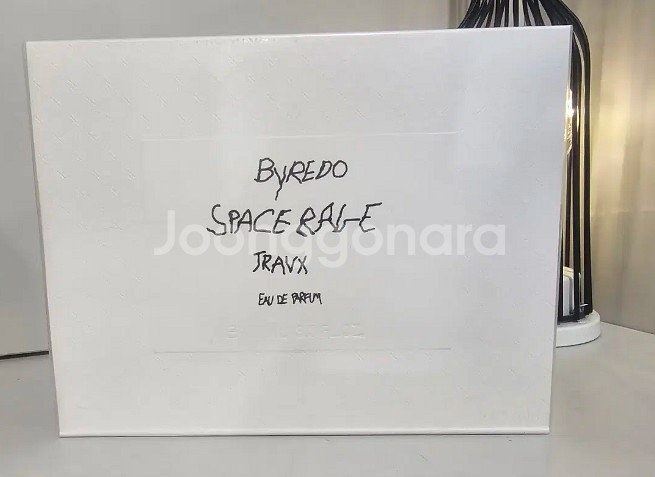 BYREDO
SPACE RAGE
Joonggonara
TRAVX
EAU DE PARFUM